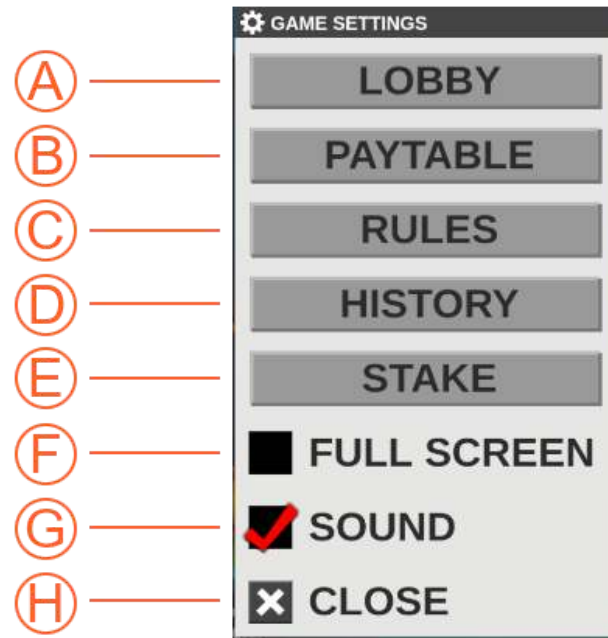 GAME SETTINGS
A LOBBY
B PAYTABLE
C RULES
D HISTORY
E STAKE
F FULL SCREEN
G SOUND
H CLOSE